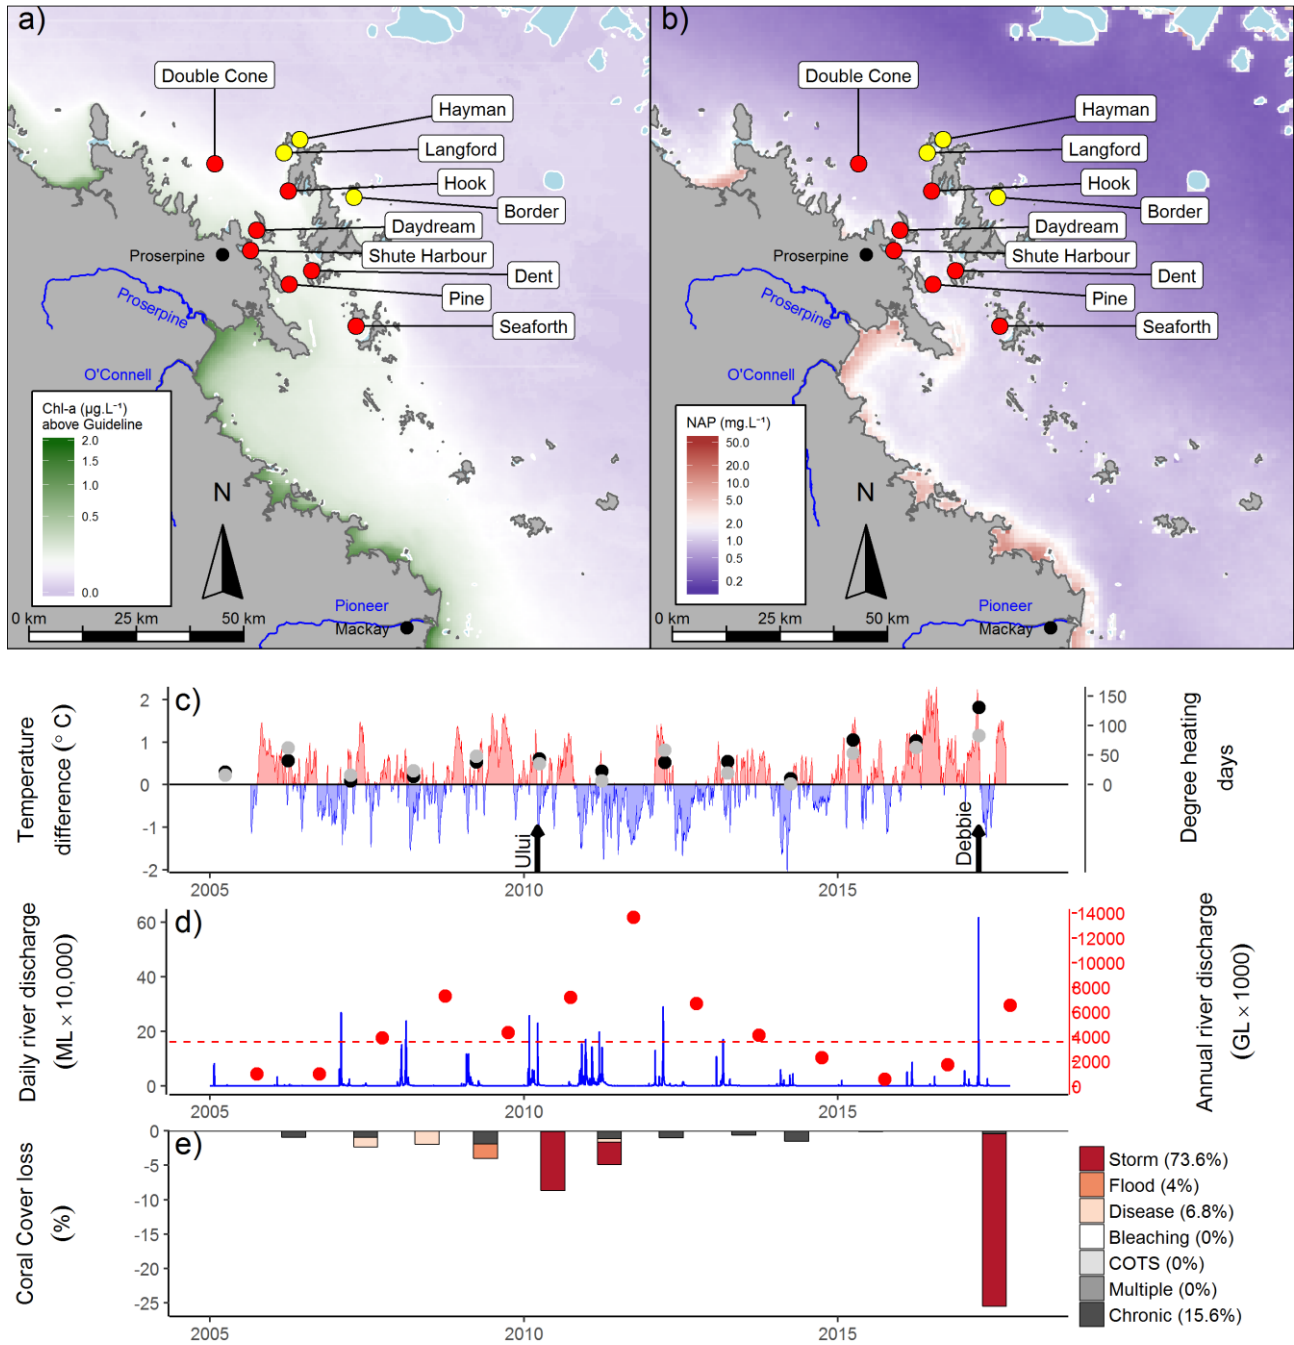 a)
Double Cone
Hayman
Langford
Hook
Border
Daydream
Shute Harbour
Dent
Pine
Seaforth
Proserpine
Proserpine
O'Connell
Chl-a (µg.L⁻¹)
above Guideline
2.0
1.5
1.0
0.5
0.0
N
0 km
25 km
50 km
Pioneer
Mackay
b)
Double Cone
Hayman
Langford
Hook
Border
Daydream
Shute Harbour
Dent
Pine
Seaforth
Proserpine
Proserpine
O'Connell
NAP (mg.L⁻¹)
50.0
20.0
5.0
2.0
1.0
0.5
0.2
N
0 km
25 km
50 km
Pioneer
Mackay
c)
Temperature
difference (° C)
2
1
0
-1
-2
Ului
Debbie
150
100
50
0
Degree heating
days
2005
2010
2015
d)
Daily river discharge
(ML × 10,000)
60
40
20
0
14000
12000
10000
8000
6000
4000
2000
0
Annual river discharge
(GL × 1000)
2005
2010
2015
e)
Coral Cover loss
(%)
0
-5
-10
-15
-20
-25
2005
2010
2015
Storm (73.6%)
Flood (4%)
Disease (6.8%)
Bleaching (0%)
COTS (0%)
Multiple (0%)
Chronic (15.6%)